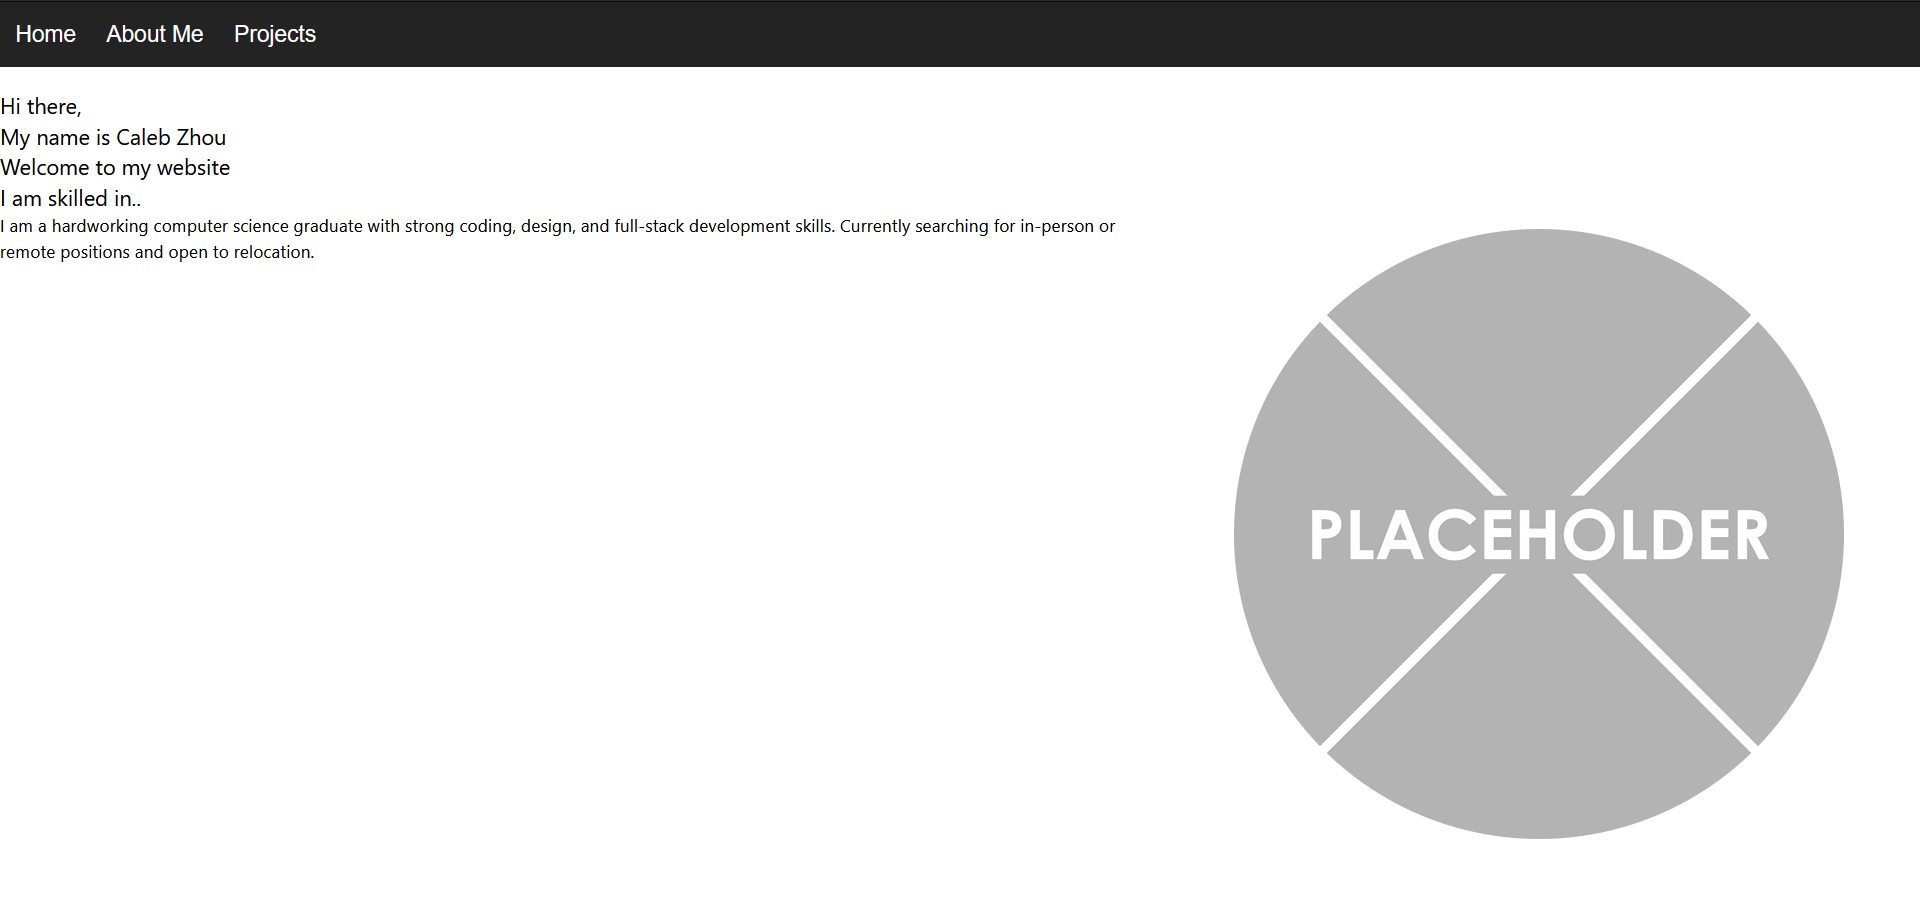 Home About Me Projects
Hi there,
My name is Caleb Zhou
Welcome to my website
I am skilled in..
I am a hardworking computer science graduate with strong coding, design, and full-stack development skills. Currently searching for in-person or
remote positions and open to relocation.
PLACEHOLDER